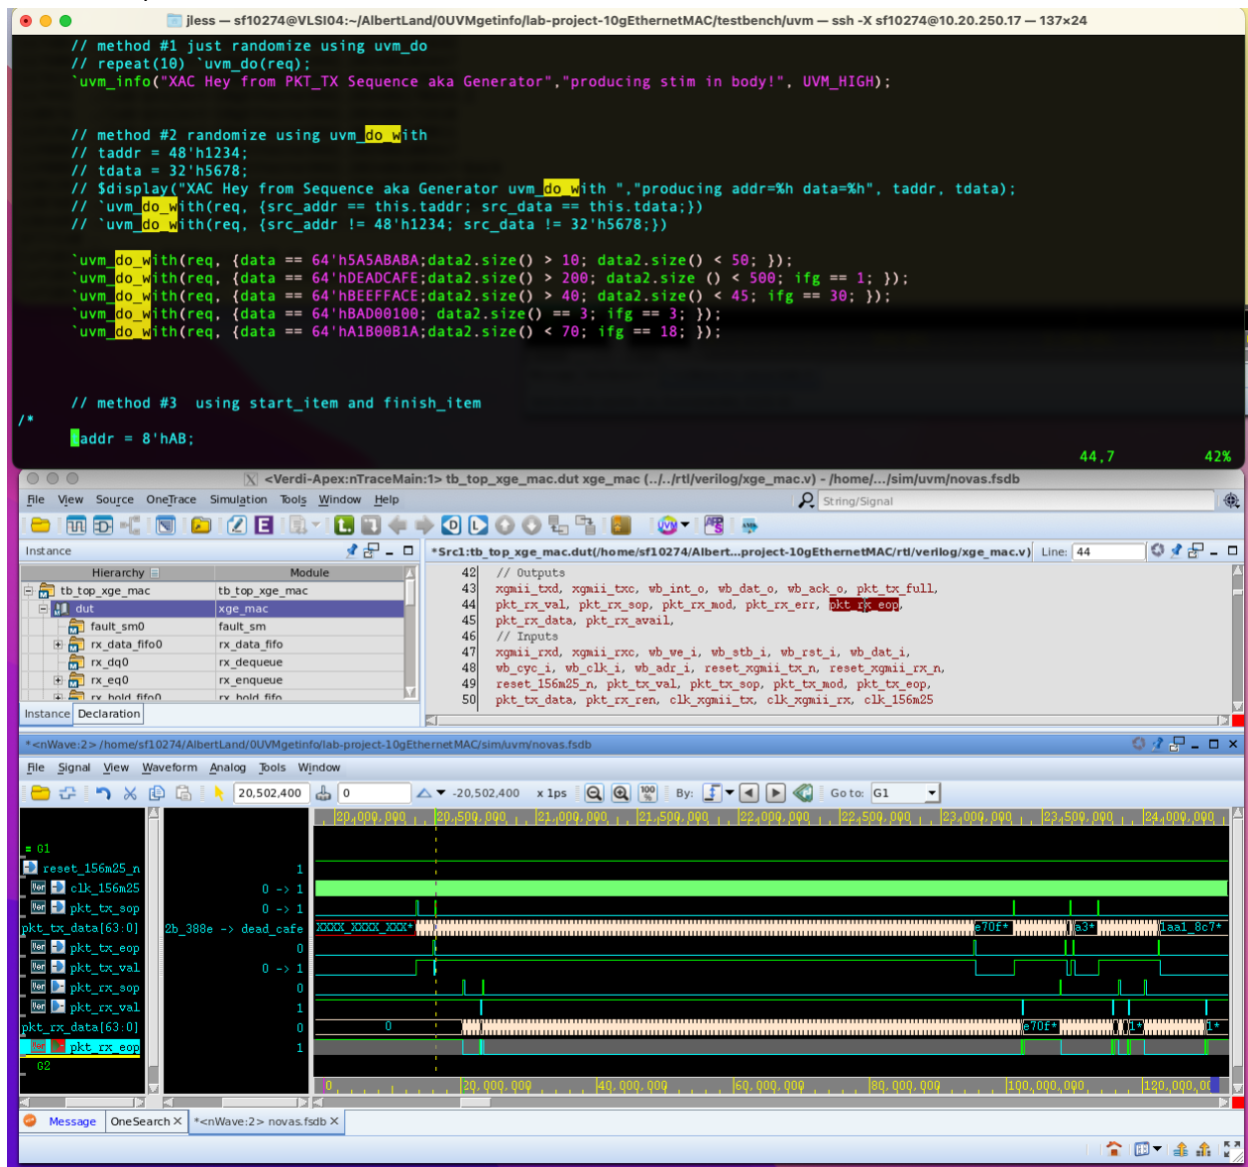 jless — sf10274@VLSI04:~/AlbertLand/0UVMgetinfo/lab-project-10gEthernetMAC/testbench/uvm — ssh -X sf10274@10.20.250.17 — 137×24
// method #1 just randomize using uvm_do
// repeat(10) `uvm_do(req);
`uvm_info("XAC Hey from PKT_TX Sequence aka Generator","producing stim in body!", UVM_HIGH);
// method #2 randomize using uvm_do_with
// taddr = 48'h1234;
// tdata = 32'h5678;
// $display("XAC Hey from Sequence aka Generator uvm_do_with ","producing addr=%h data=%h", taddr, tdata);
// `uvm_do_with(req, {src_addr == this.taddr; src_data == this.tdata;})
// `uvm_do_with(req, {src_addr != 48'h1234; src_data != 32'h5678;})
`uvm_do_with(req, {data == 64'h5A5ABABA;data2.size() > 10; data2.size() < 50; });
`uvm_do_with(req, {data == 64'hDEADCAFE;data2.size() > 200; data2.size () < 500; ifg == 1; });
`uvm_do_with(req, {data == 64'hBEEFFACE;data2.size() > 40; data2.size() < 45; ifg == 30; });
`uvm_do_with(req, {data == 64'hBAD00100; data2.size() == 3; ifg == 3; });
`uvm_do_with(req, {data == 64'hA1B00B1A;data2.size() < 70; ifg == 18; });
// method #3 using start_item and finish_item
/*
addr = 8'hAB;
44,7 42%
<Verdi-Apex:nTraceMain:1> tb_top_xge_mac.dut xge_mac (../../rtl/verilog/xge_mac.v) - /home/.../sim/uvm/novas.fsdb
File View Source OneTrace Simulation Tools Window Help String/Signal
Instance
Hierarchy Module
tb_top_xge_mac tb_top_xge_mac
dut xge_mac
fault_sm0 fault_sm
rx_data_fifo0 rx_data_fifo
rx_dq0 rx_dequeue
rx_eq0 rx_enqueue
rx_hold_fifo0 rx_hold_fifo
Instance Declaration
*Src1:tb_top_xge_mac.dut(/home/sf10274/Albert...project-10gEthernetMAC/rtl/verilog/xge_mac.v) Line: 44
42 // Outputs
43 xgmii_txd, xgmii_txc, wb_int_o, wb_dat_o, wb_ack_o, pkt_tx_full,
44 pkt_rx_val, pkt_rx_sop, pkt_rx_mod, pkt_rx_err, pkt_rx_eop,
45 pkt_rx_data, pkt_rx_avail,
46 // Inputs
47 xgmii_rxd, xgmii_rxc, wb_we_i, wb_stb_i, wb_rst_i, wb_dat_i,
48 wb_cyc_i, wb_clk_i, wb_adr_i, reset_xgmii_tx_n, reset_xgmii_rx_n,
49 reset_156m25_n, pkt_tx_val, pkt_tx_sop, pkt_tx_mod, pkt_tx_eop,
50 pkt_tx_data, pkt_rx_ren, clk_xgmii_tx, clk_xgmii_rx, clk_156m25
*<nWave:2> /home/sf10274/AlbertLand/0UVMgetinfo/lab-project-10gEthernetMAC/sim/uvm/novas.fsdb
File Signal View Waveform Analog Tools Window
20,502,400 0 -20,502,400 x 1ps 100 By: Go to: G1
20,000,000 20,500,000 21,000,000 21,500,000 22,000,000 22,500,000 23,000,000 23,500,000 24,000,000
= G1
reset_156m25_n 1
Ver clk_156m25 0 -> 1
Ver pkt_tx_sop 0 -> 1
pkt_tx_data[63:0] 2b_388e -> dead_cafe XXXX_XXXX_XXX* e70f* a3* 1aa1_8c7*
Ver pkt_tx_eop 0
Ver pkt_tx_val 0 -> 1
Ver pkt_rx_sop 0
Ver pkt_rx_val 1
pkt_rx_data[63:0] 0 0 e70f* 1* 1*
Ver pkt_rx_eop 1
G2
0 20,000,000 40,000,000 60,000,000 80,000,000 100,000,000 120,000,00
Message OneSearch X *<nWave:2> novas.fsdb X